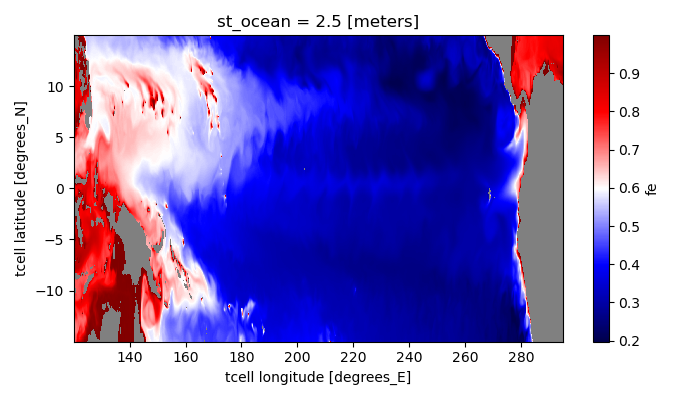 st_ocean = 2.5 [meters]
10
5
0
−5
−10
tcell latitude [degrees_N]
140 160 180 200 220 240 260 280
tcell longitude [degrees_E]
0.9
0.8
0.7
0.6
0.5
0.4
0.3
0.2
fe